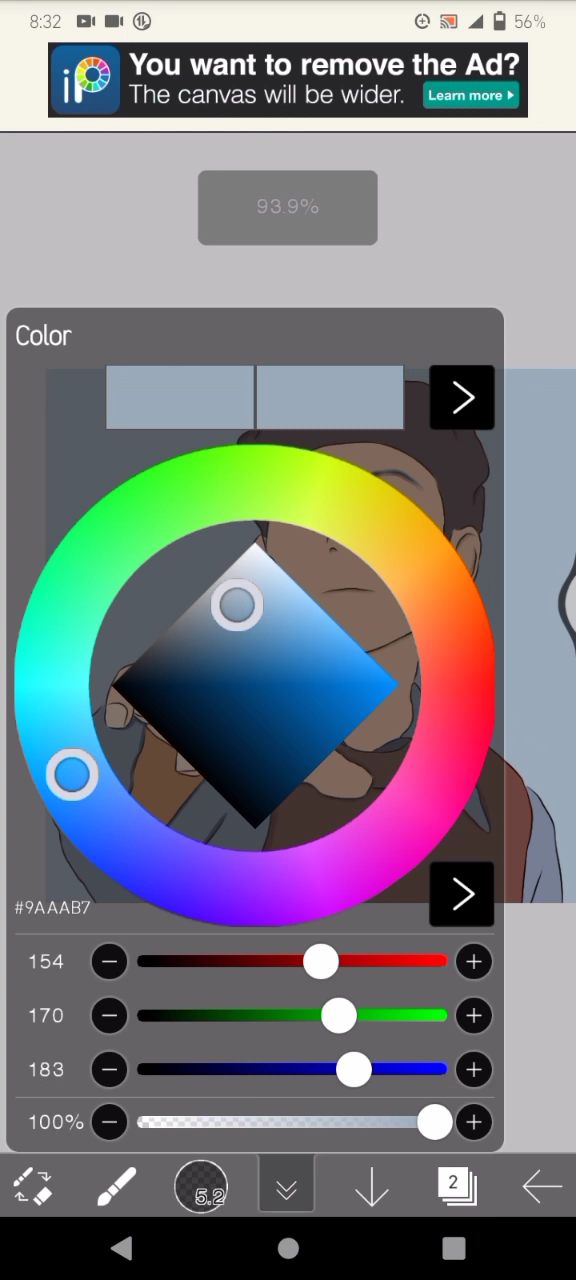 8:32
56%
iP
You want to remove the Ad?
The canvas will be wider.
Learn more
93.9%
Color
#9AAAB7
154
170
183
100%
5.2
2